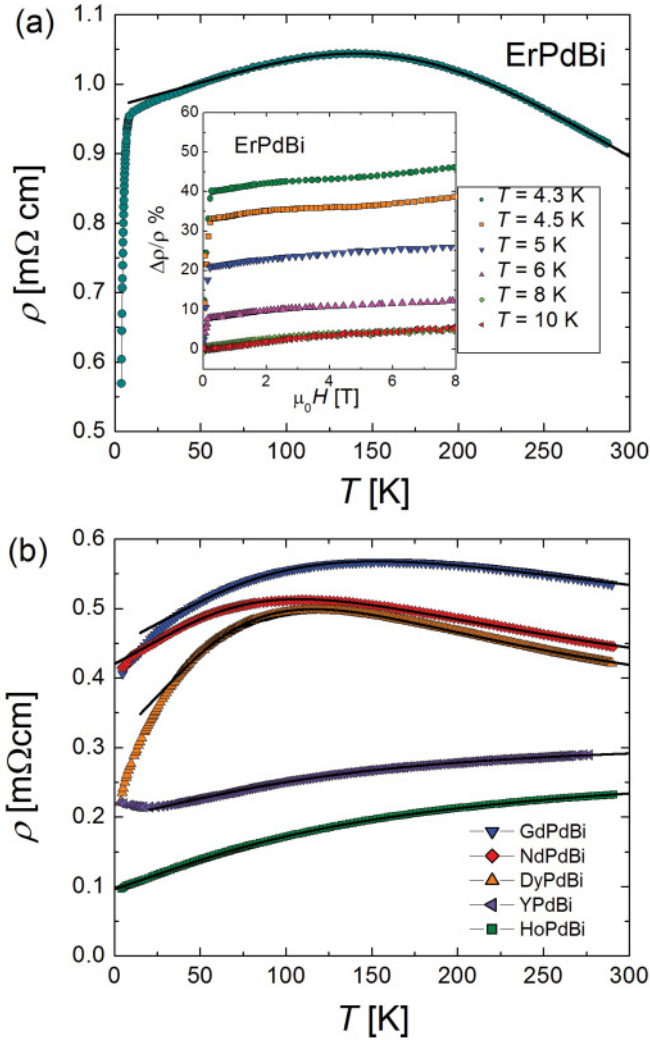 (a)
ErPdBi
1.1
1.0
0.9
0.8
0.7
0.6
0.5
ρ [mΩ cm]
0 50 100 150 200 250 300
T [K]
60
50
40
30
20
10
0
Δρ/ρ %
ErPdBi
0 2 4 6 8
μ₀H [T]
T = 4.3 K
T = 4.5 K
T = 5 K
T = 6 K
T = 8 K
T = 10 K
(b)
0.6
0.5
0.4
0.3
0.2
0.1
0.0
ρ [mΩcm]
GdPdBi
NdPdBi
DyPdBi
YPdBi
HoPdBi
0 50 100 150 200 250 300
T [K]